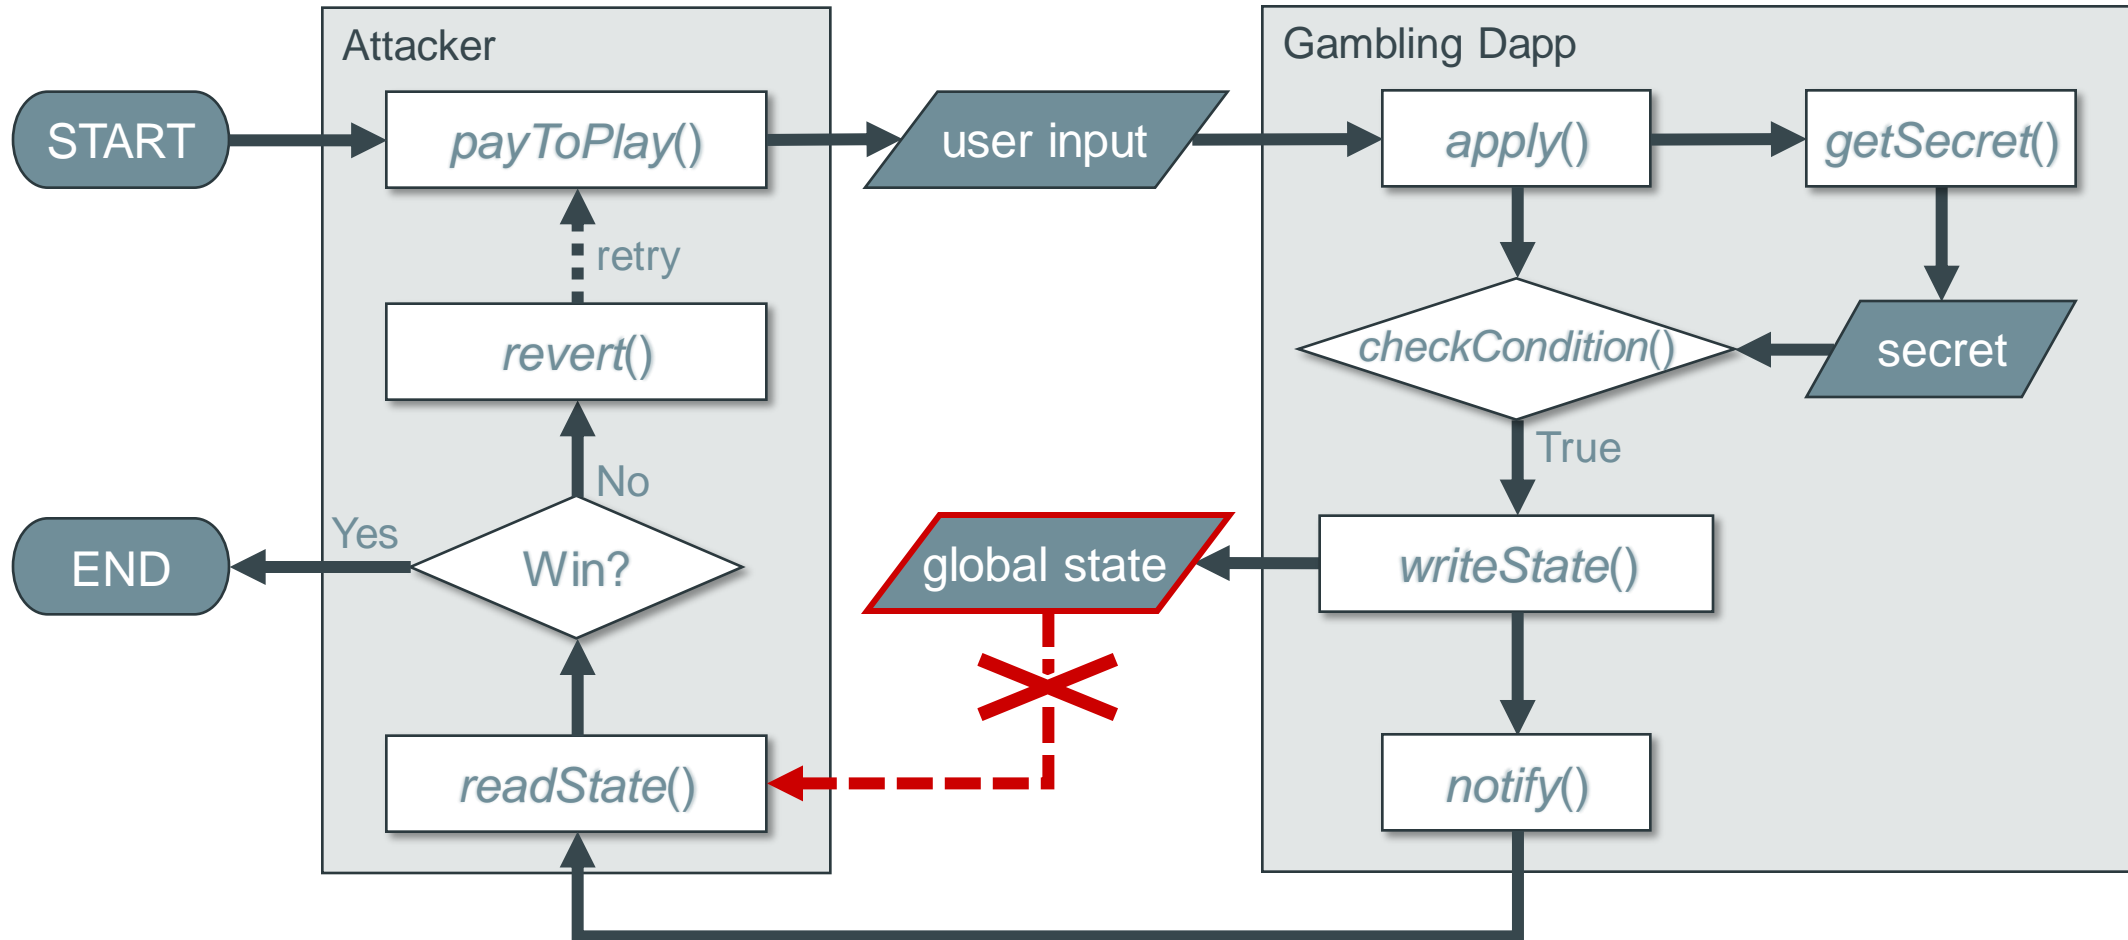 Attacker
Gambling Dapp
START
payToPlay()
user input
apply()
getSecret()
retry
revert()
checkCondition()
secret
True
No
Yes
END
Win?
global state
writeState()
readState()
notify()